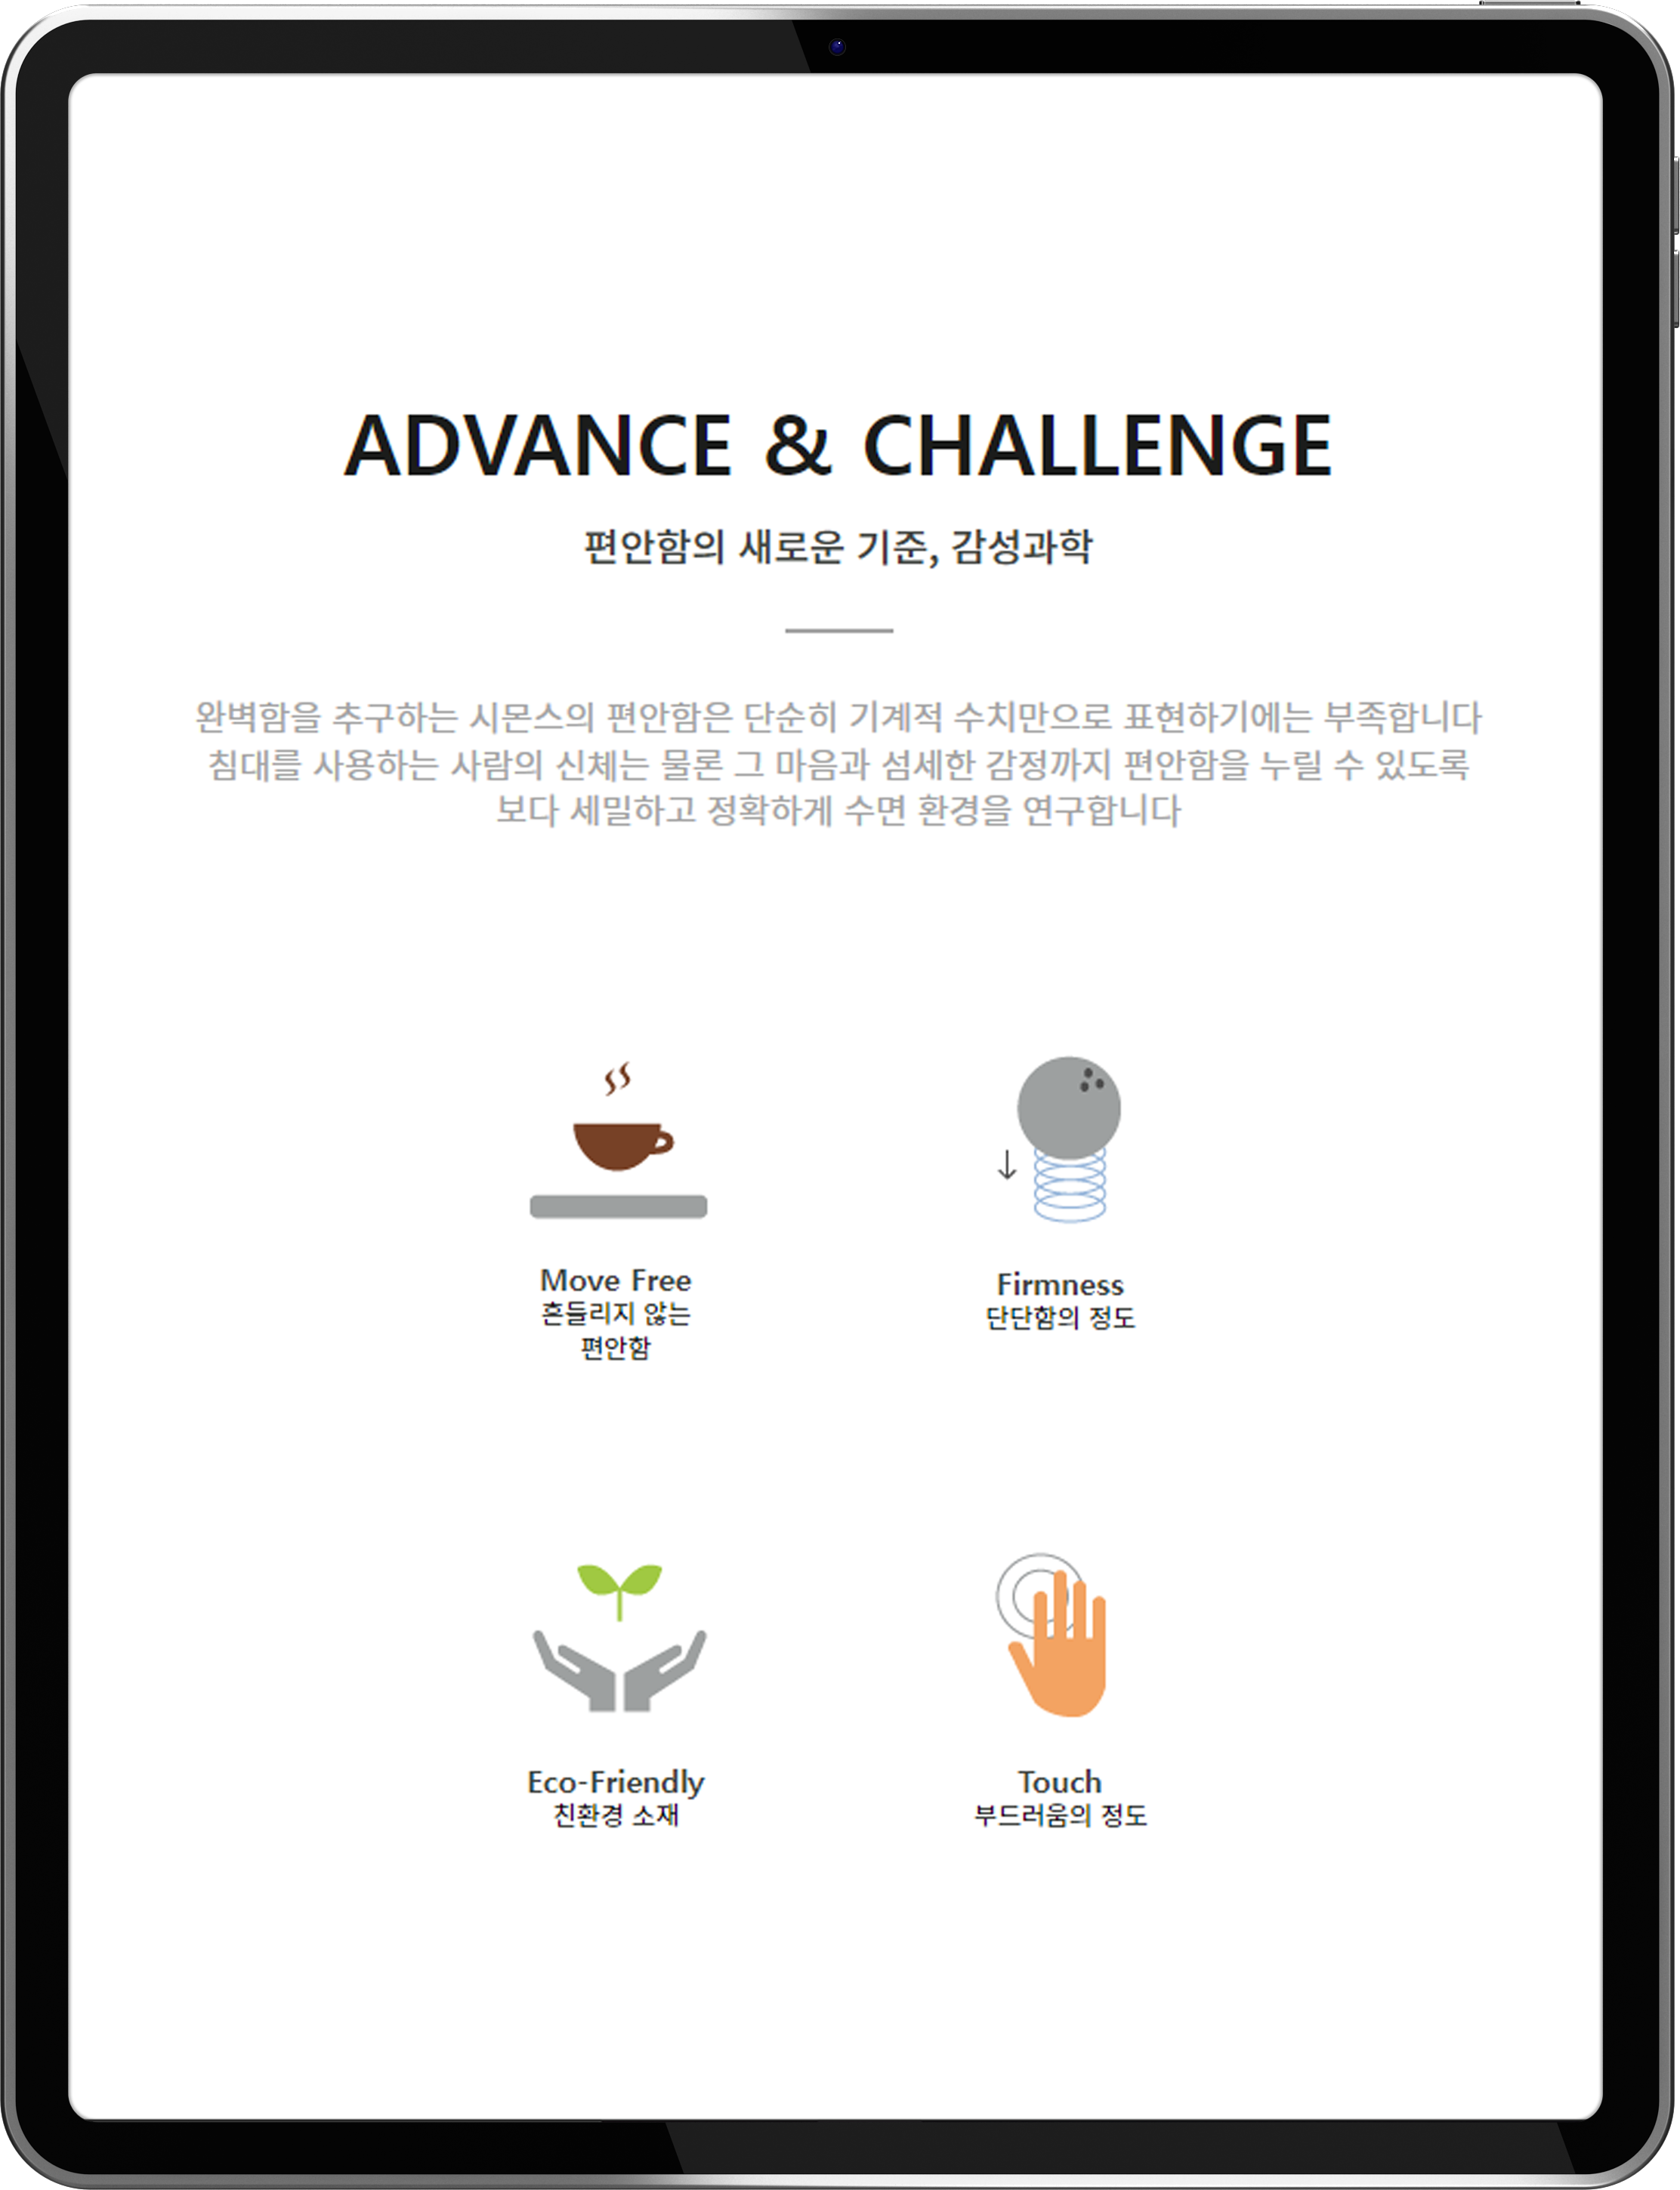 ADVANCE & CHALLENGE
편안함의 새로운 기준, 감성과학
완벽함을 추구하는 시몬스의 편안함은 단순히 기계적 수치만으로 표현하기에는 부족합니다
침대를 사용하는 사람의 신체는 물론 그 마음과 섬세한 감정까지 편안함을 누릴 수 있도록
보다 세밀하고 정확하게 수면 환경을 연구합니다
Move Free
흔들리지 않는
편안함
Firmness
단단함의 정도
Eco-Friendly
친환경 소재
Touch
부드러움의 정도